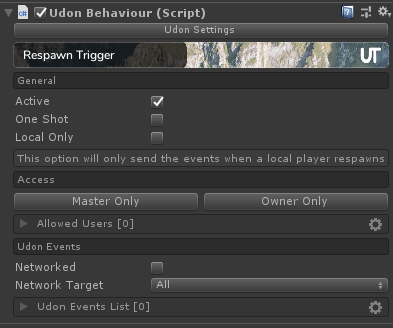 Udon Behaviour (Script)
Udon Settings
Respawn Trigger
UT
General
Active
One Shot
Local Only
This option will only send the events when a local player respawns
Access
Master Only Owner Only
Allowed Users [0]
Udon Events
Networked
Network Target All
Udon Events List [0]